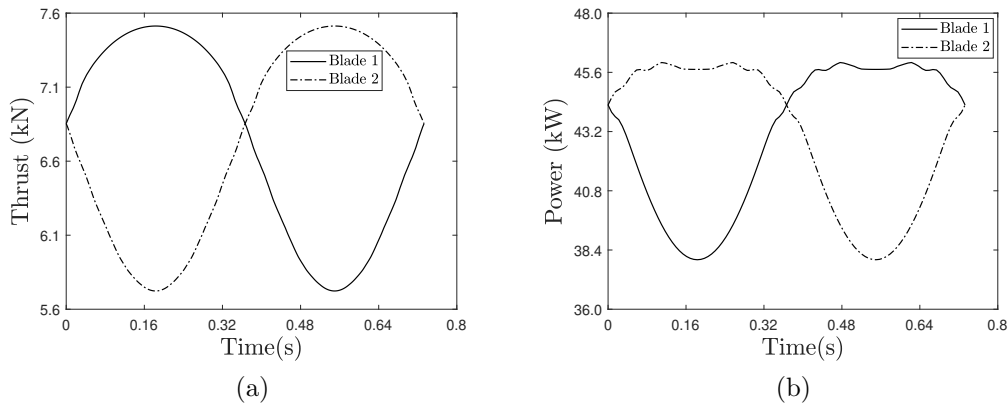 7.6
7.1
6.6
6.1
5.6
Thrust (kN)
Blade 1
Blade 2
0 0.16 0.32 0.48 0.64 0.8
Time(s)
(a)
48.0
45.6
43.2
40.8
38.4
36.0
Power (kW)
Blade 1
Blade 2
0 0.16 0.32 0.48 0.64 0.8
Time(s)
(b)